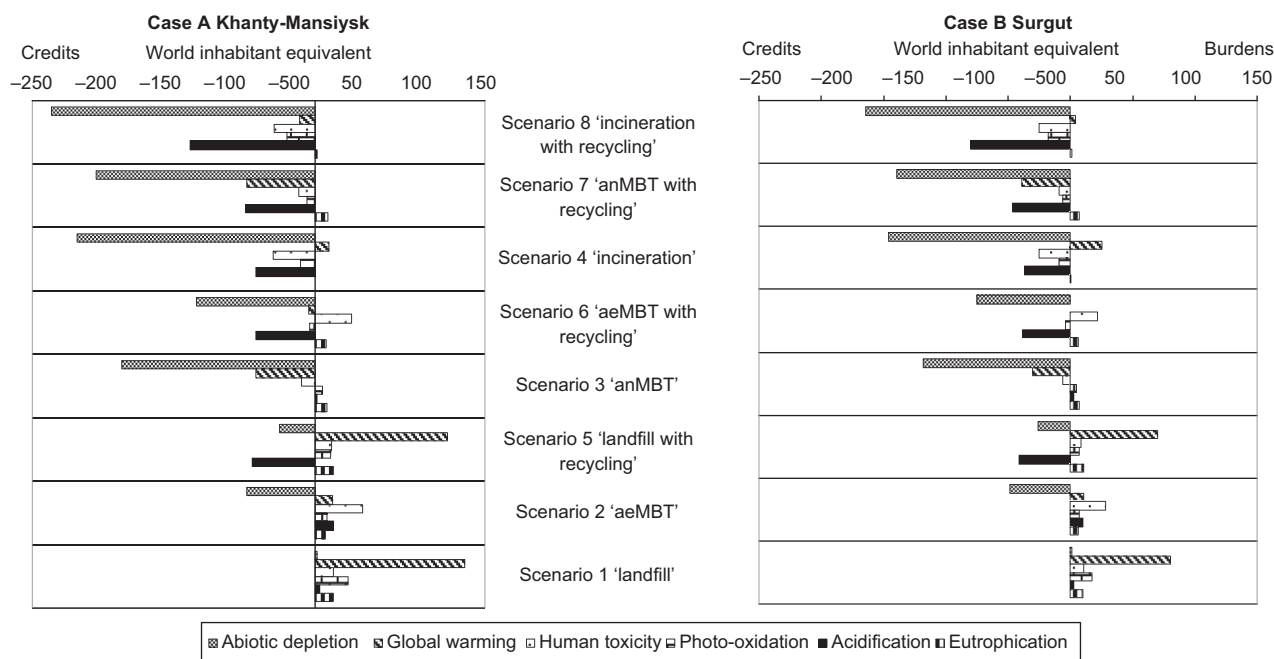 Case A Khanty-Mansiysk
Credits World inhabitant equivalent
–250 –200 –150 –100 –500 50 100 150
Case B Surgut
Credits World inhabitant equivalent Burdens
–250 –200 –150 –100 –500 50 100 150
Scenario 8 ‘incineration
with recycling’
Scenario 7 ‘anMBT with
recycling’
Scenario 4 ‘incineration’
Scenario 6 ‘aeMBT with
recycling’
Scenario 3 ‘anMBT’
Scenario 5 ‘landfill with
recycling’
Scenario 2 ‘aeMBT’
Scenario 1 ‘landfill’
Abiotic depletion Global warming Human toxicity Photo-oxidation Acidification Eutrophication